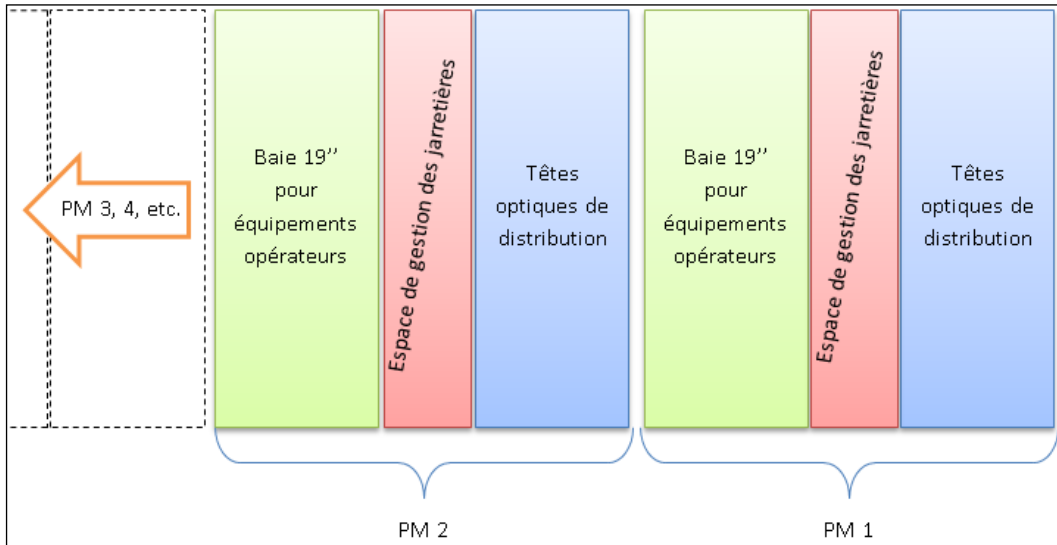 PM 3, 4, etc.
Baie 19’’
pour
équipements
opérateurs
Espace de gestion des jarretières
Têtes
optiques de
distribution
Baie 19’’
pour
équipements
opérateurs
Espace de gestion des jarretières
Têtes
optiques de
distribution
PM 2
PM 1